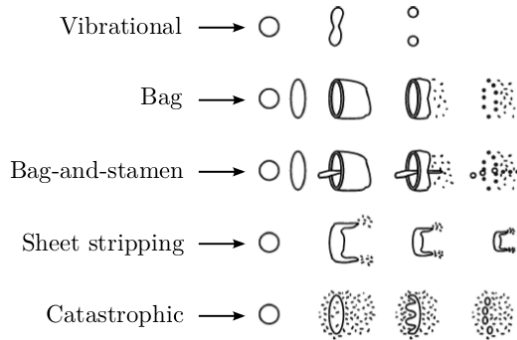 Vibrational
Bag
Bag-and-stamen
Sheet stripping
Catastrophic